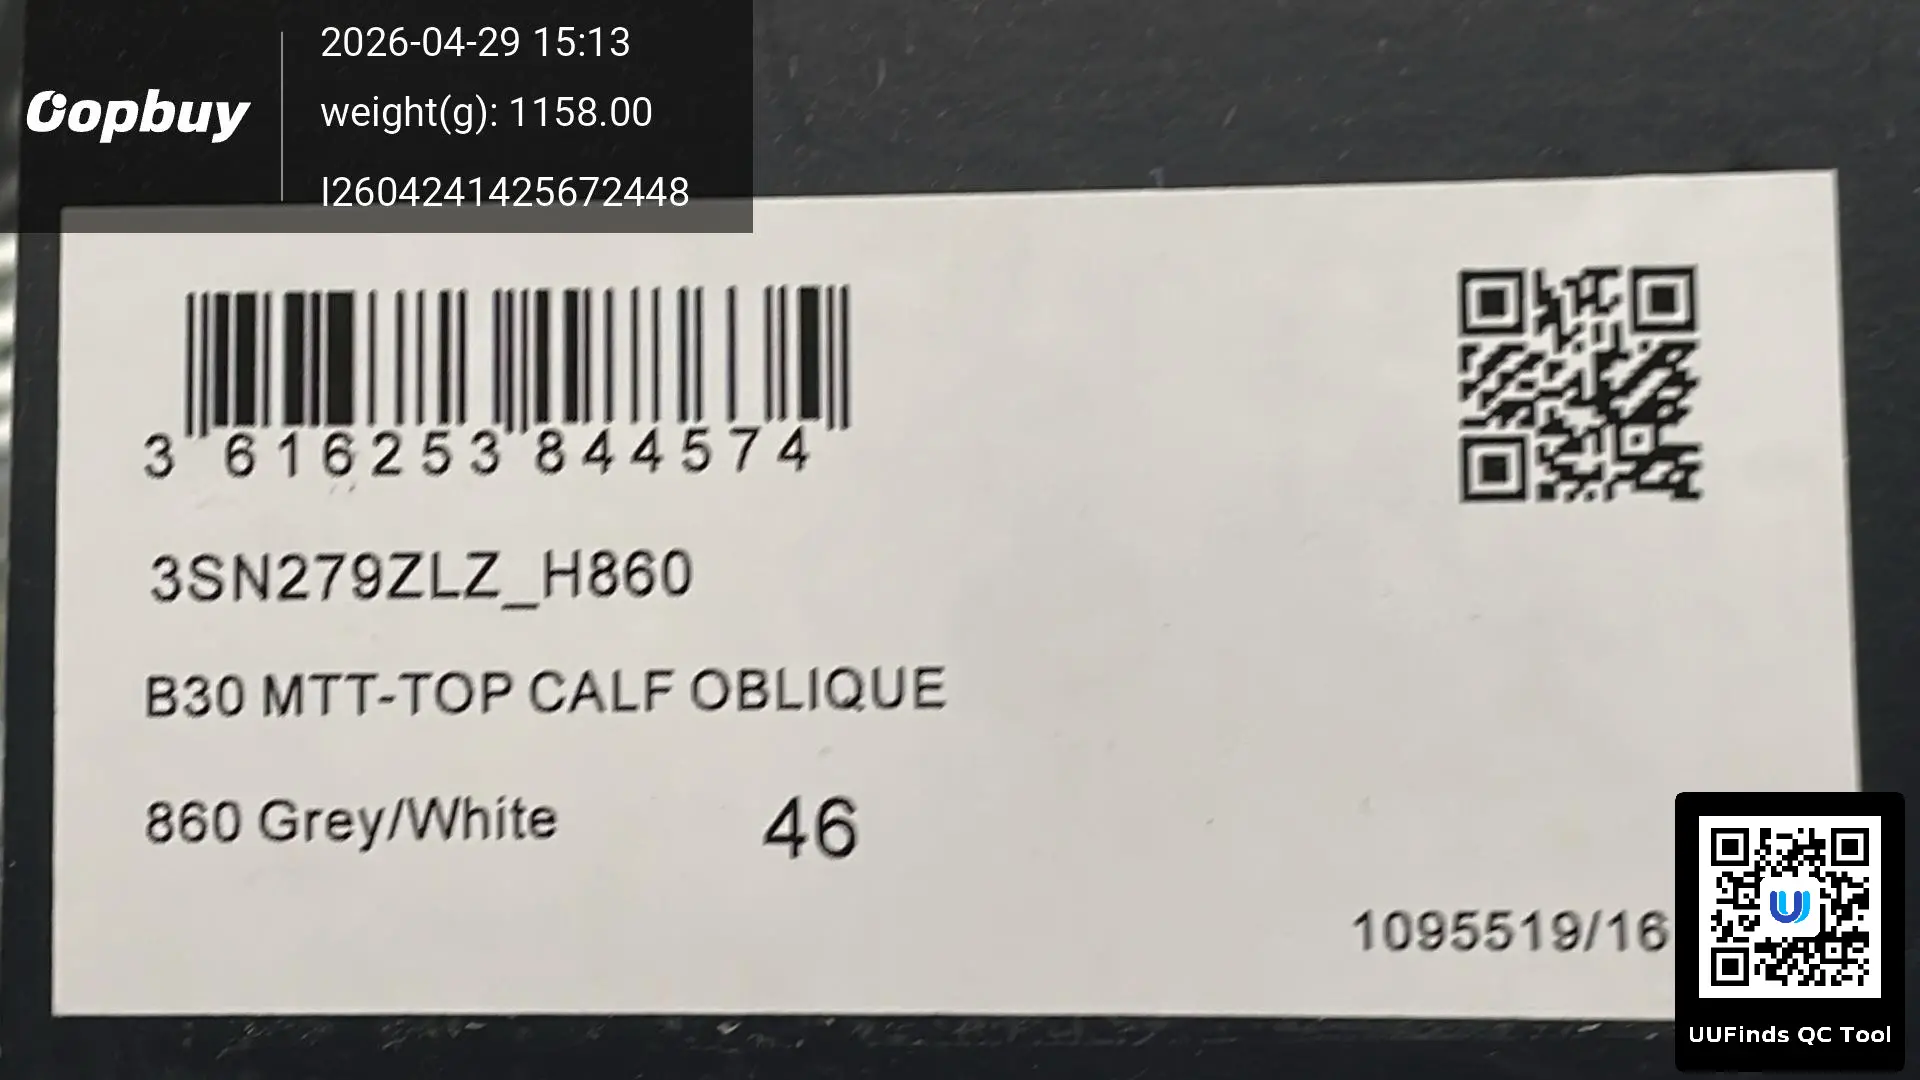 Oopbuy
2026-04-29 15:13
weight(g): 1158.00
I2604241425672448
3 616253 844574
3SN279ZLZ_H860
B30 MTT-TOP CALF OBLIQUE
860 Grey/White 46
1095519/16
UUFinds QC Tool